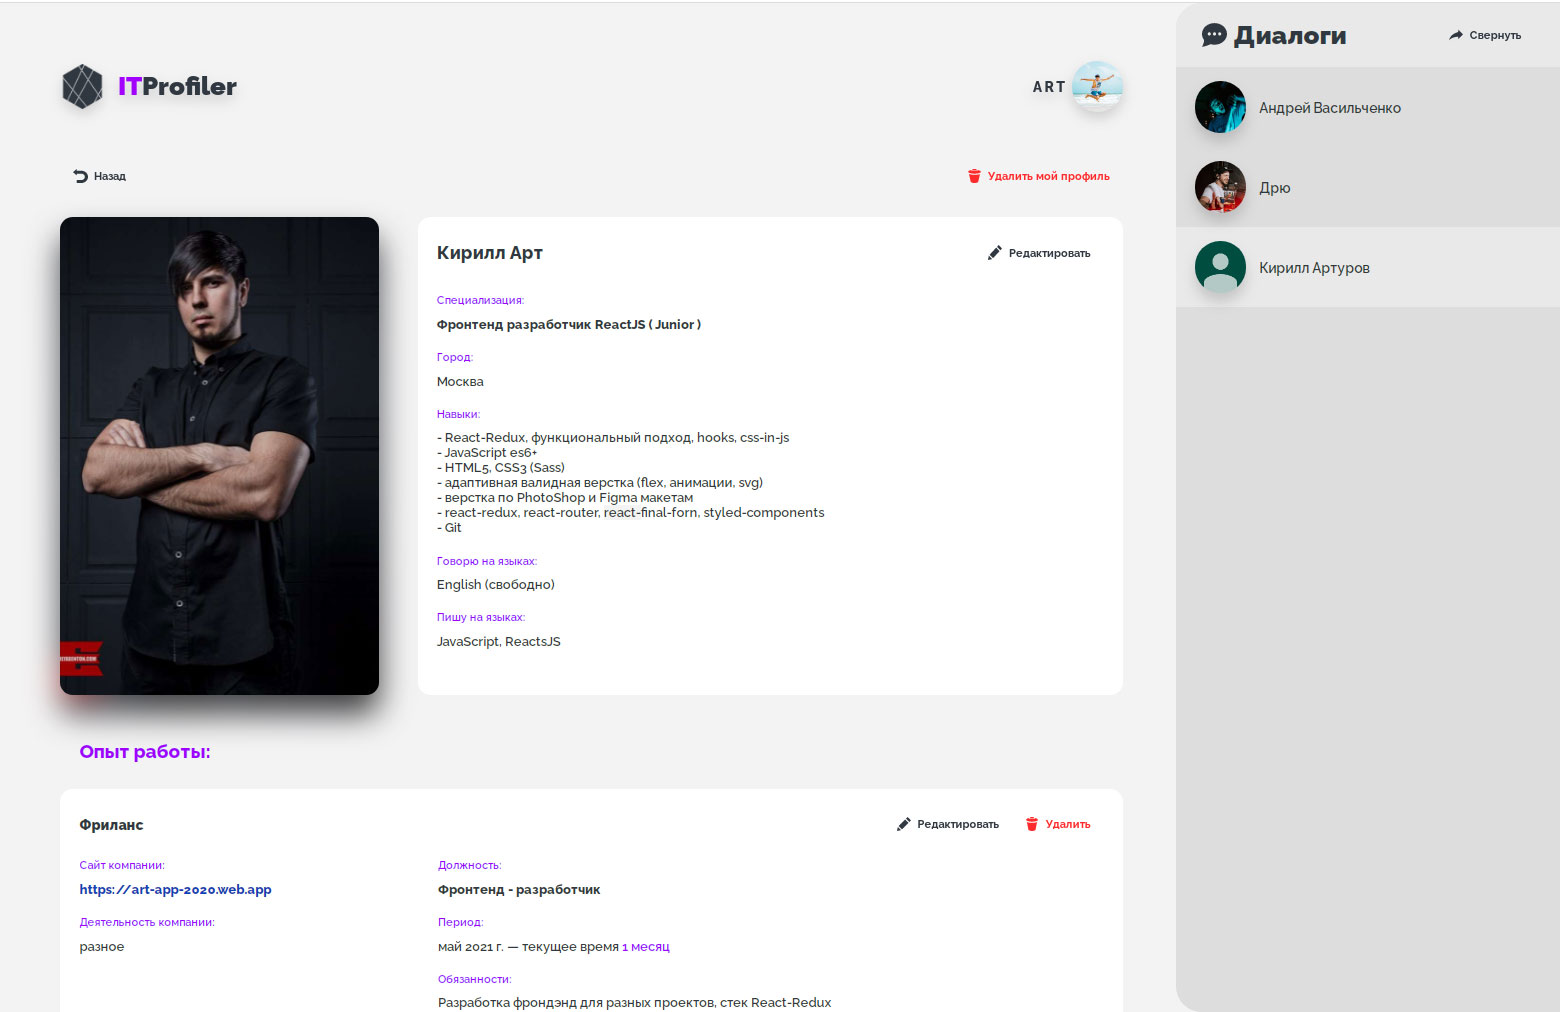 ITProfiler
ART
Назад
Удалить мой профиль
Кирилл Арт
Редактировать
Специализация:
Фронтенд разработчик ReactJS ( Junior )
Город:
Москва
Навыки:
- React-Redux, функциональный подход, hooks, css-in-js
- JavaScript es6+
- HTML5, CSS3 (Sass)
- адаптивная валидная верстка (flex, анимации, svg)
- верстка по PhotoShop и Figma макетам
- react-redux, react-router, react-final-forn, styled-components
- Git
Говорю на языках:
English (свободно)
Пишу на языках:
JavaScript, ReactsJS
Опыт работы:
Фриланс
Редактировать
Удалить
Сайт компании:
https://art-app-2020.web.app
Деятельность компании:
разное
Должность:
Фронтенд - разработчик
Период:
май 2021 г. — текущее время 1 месяц
Обязанности:
Разработка фрондэнд для разных проектов, стек React-Redux
Диалоги
Свернуть
Андрей Васильченко
Дрю
Кирилл Артуров